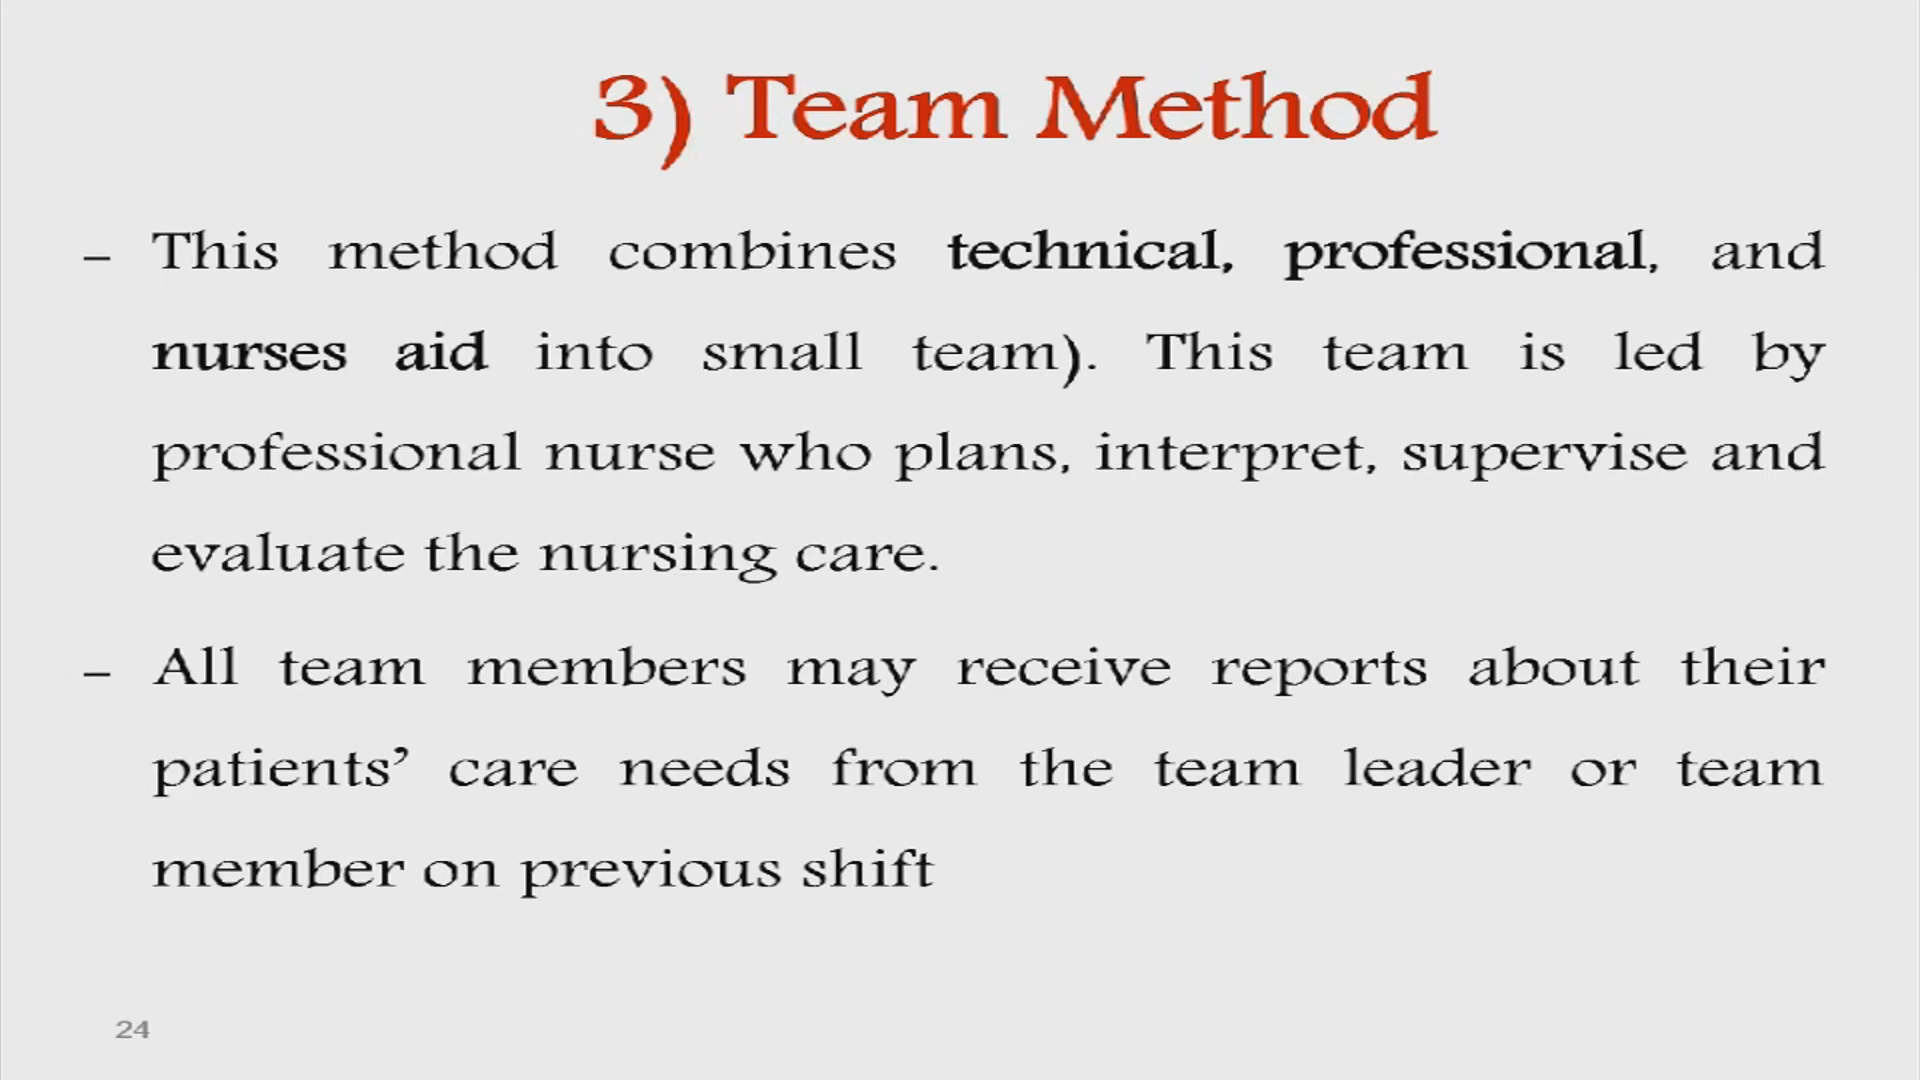 3) Team Method
– This method combines technical, professional, and
nurses aid into small team). This team is led by
professional nurse who plans, interpret, supervise and
evaluate the nursing care.
– All team members may receive reports about their
patients’ care needs from the team leader or team
member on previous shift
24